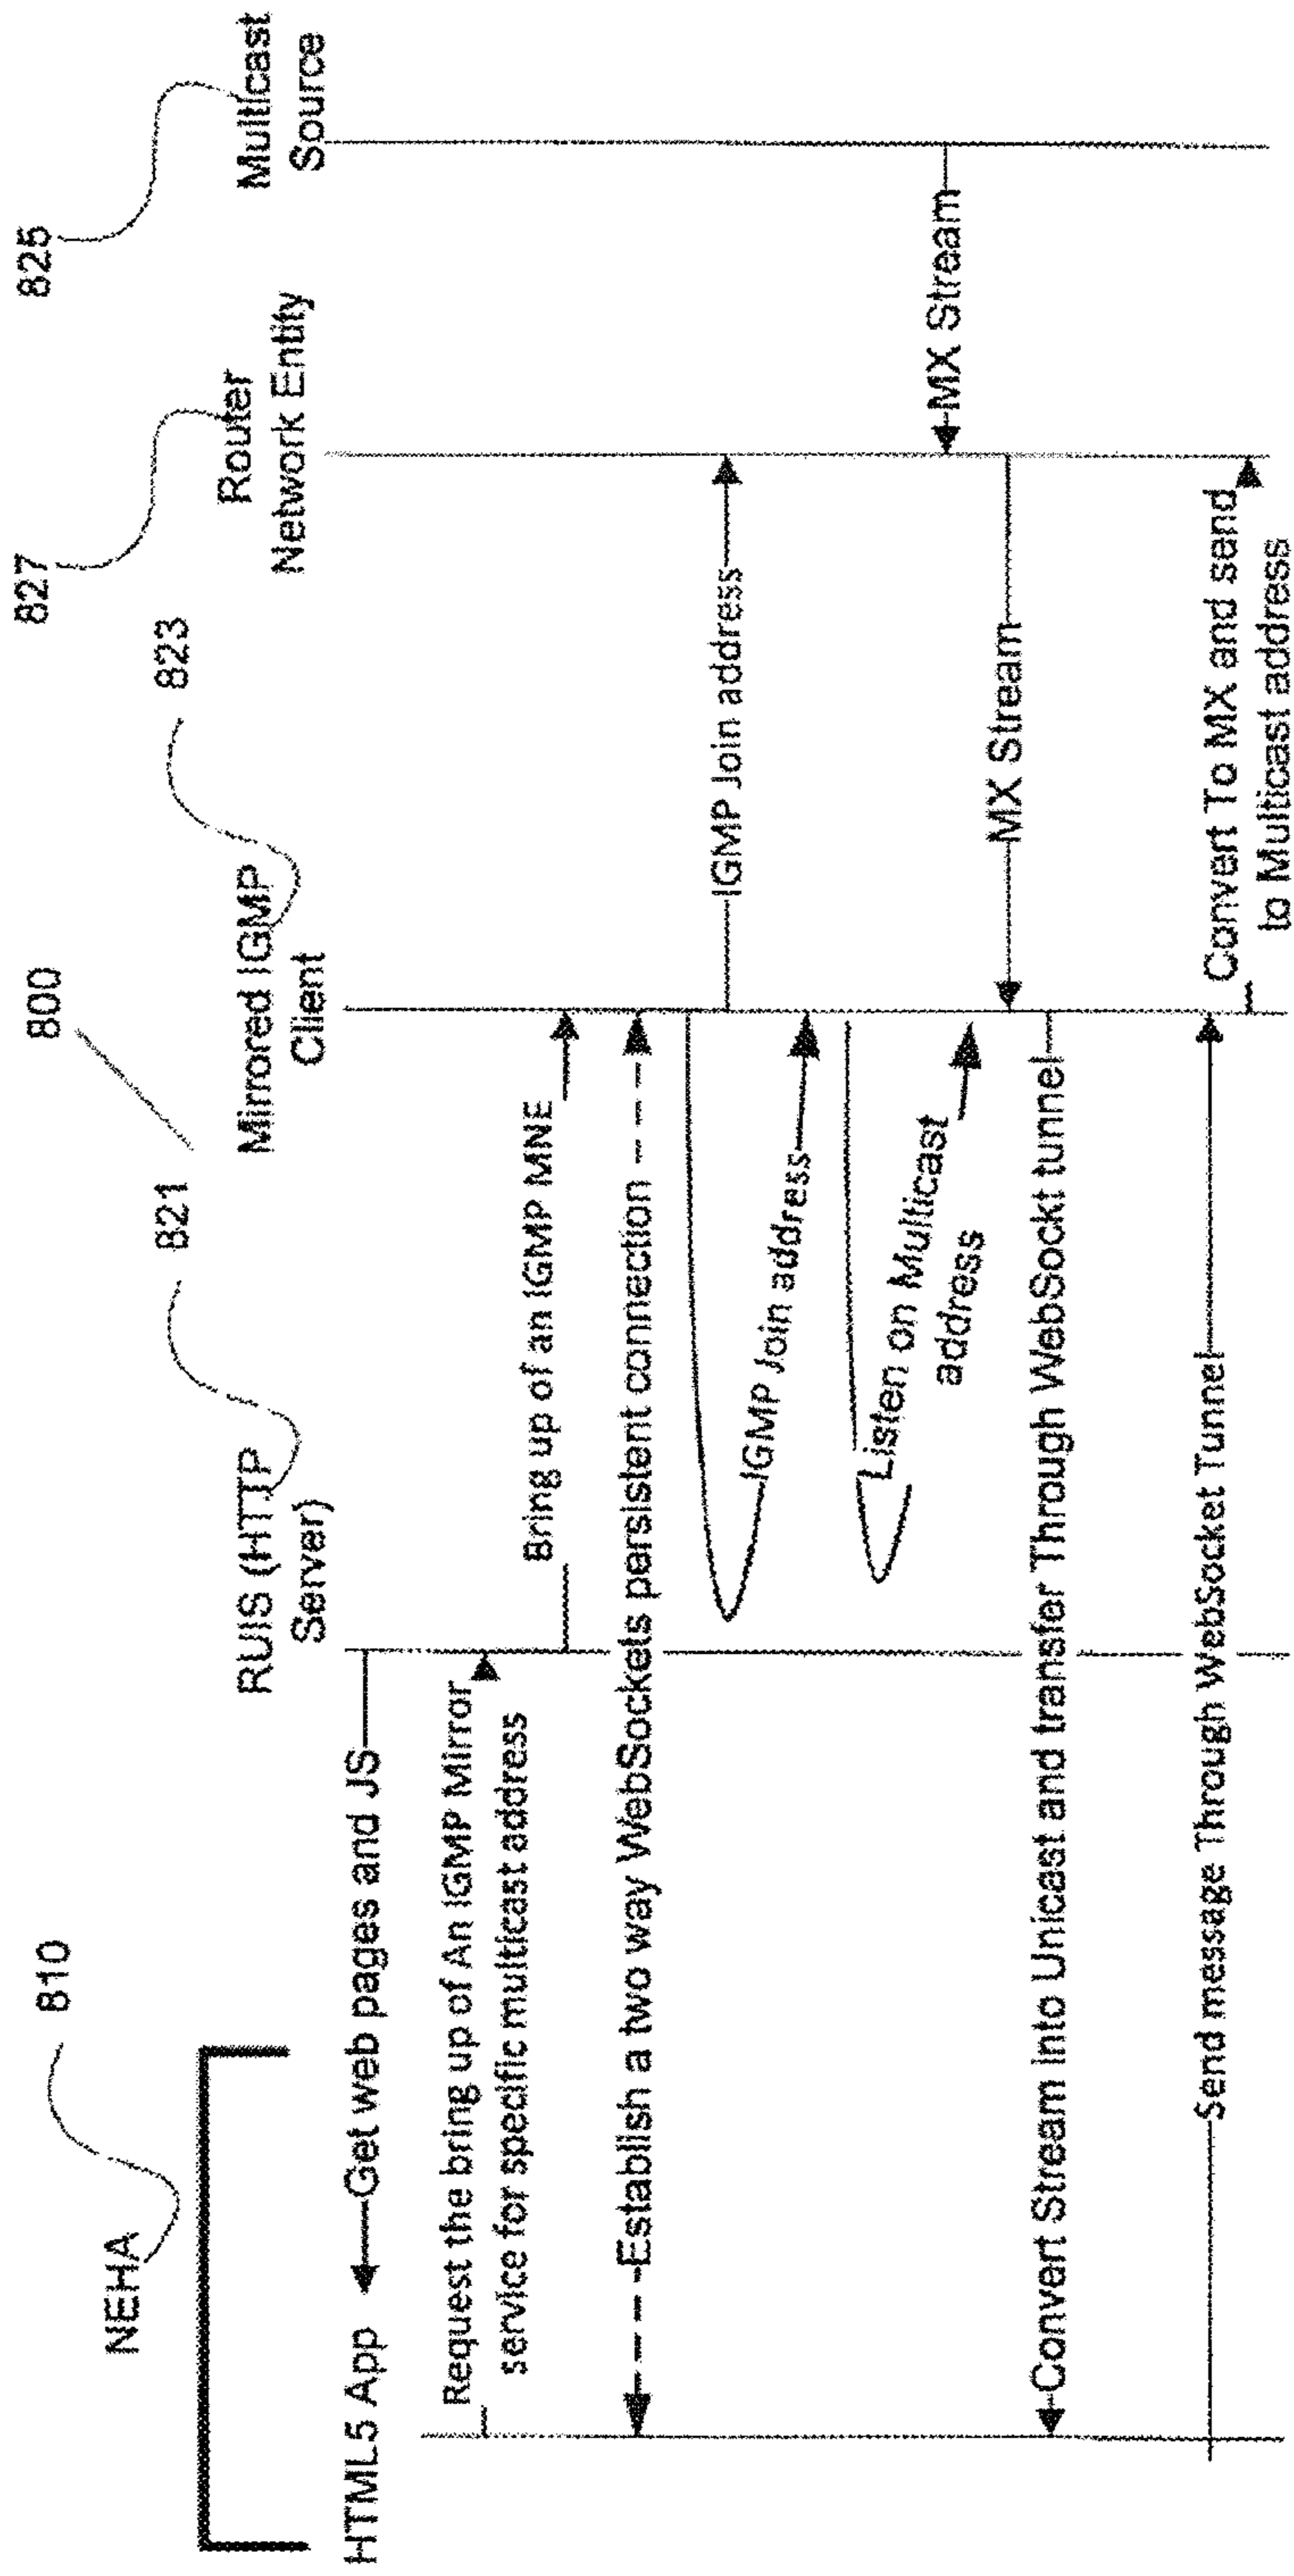 800
810
821
823
827
825
NEHA
HTML5 App
RUIS (HTTP
Server)
Mirrored IGMP
Client
Router
Network Entity
Multicast
Source
Get web pages and JS
Request the bring up of An IGMP Mirror
service for specific multicast address
Bring up of an IGMP MNE
Establish a two way WebSockets persistent connection
IGMP Join address
IGMP Join address
Listen on Multicast
address
MX Stream
MX Stream
Convert Stream into Unicast and transfer Through WebSockt tunnel
Send message Through WebSocket Tunnel
Convert To MX and send
to Multicast address